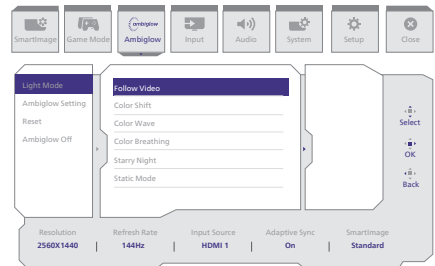 SmartImage Game Mode Ambiglow Input Audio System Setup Close
ambiglow
Light Mode
Ambiglow Setting
Reset
Ambiglow Off
Follow Video
Color Shift
Color Wave
Color Breathing
Starry Night
Static Mode
Select
OK
Back
Resolution Refresh Rate Input Source Adaptive Sync SmartImage
2560X1440 | 144Hz | HDMI 1 | On | Standard